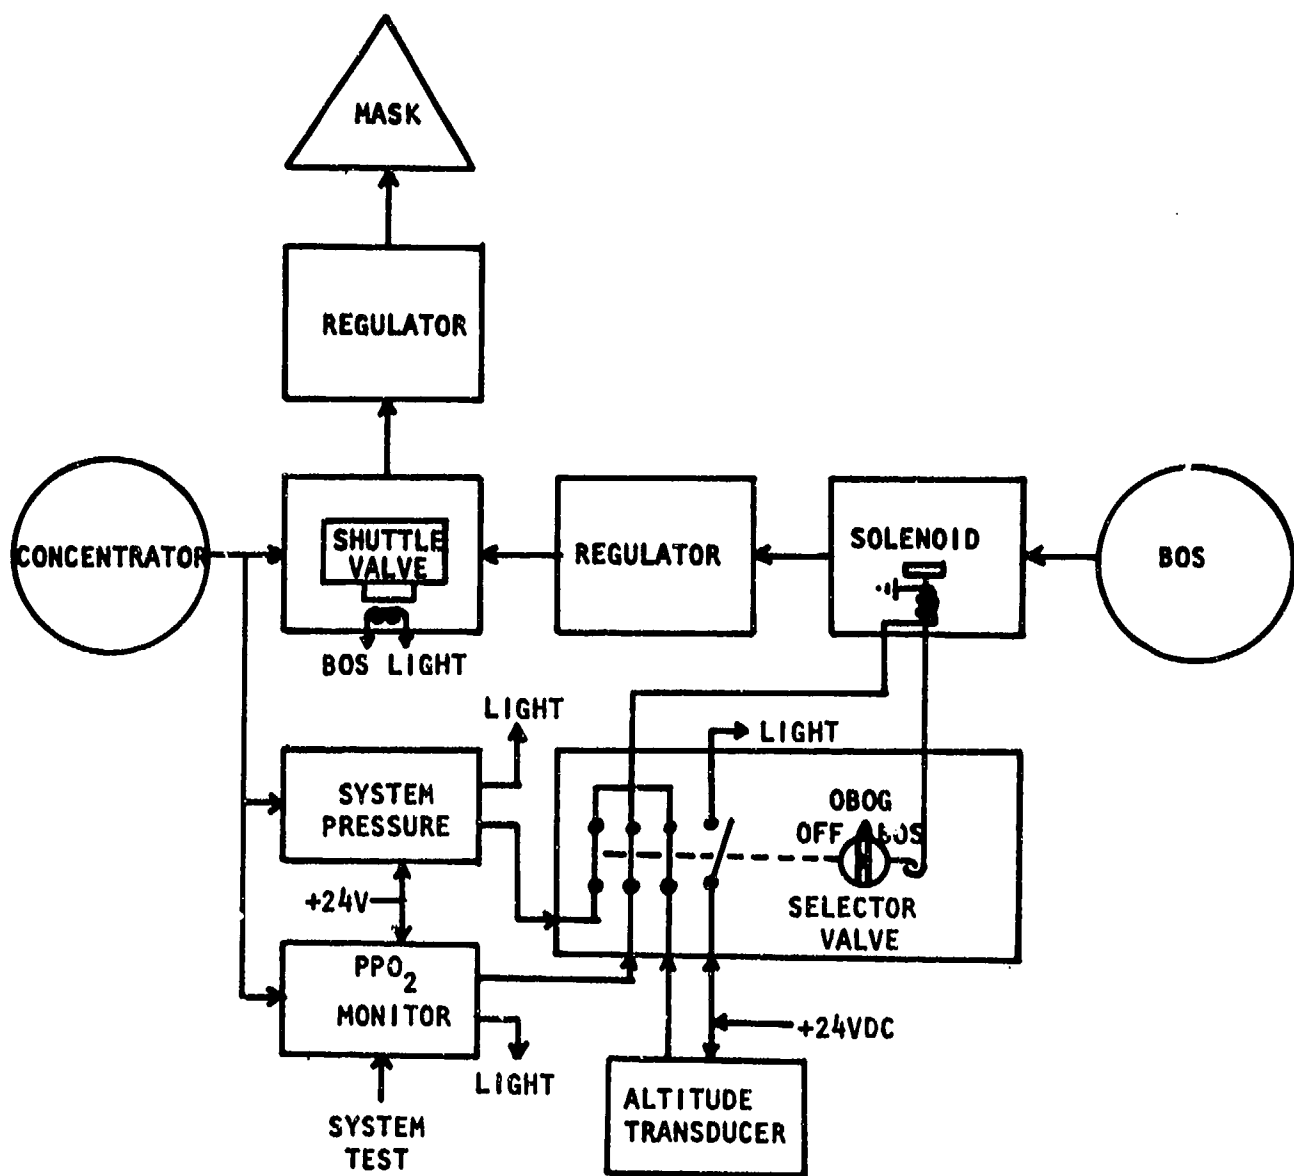 MASK
REGULATOR
CONCENTRATOR
SHUTTLE
VALVE
REGULATOR
SOLENOID
BOS
BOS LIGHT
LIGHT
LIGHT
SYSTEM
PRESSURE
OBOG
OFF BOS
SELECTOR
VALVE
+24V
PPO2
MONITOR
+24VDC
LIGHT
SYSTEM
TEST
ALTITUDE
TRANSDUCER